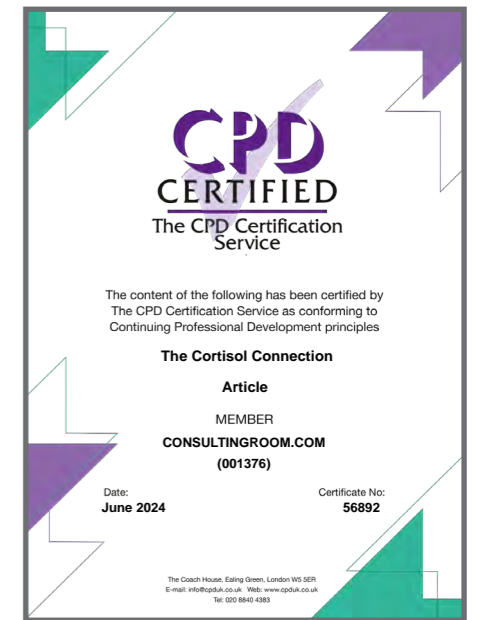 CPD
CERTIFIED
The CPD Certification
Service
The content of the following has been certified by
The CPD Certification Service as conforming to
Continuing Professional Development principles
The Cortisol Connection
Article
MEMBER
CONSULTINGROOM.COM
(001376)
Date:
June 2024
Certificate No:
56892
The Coach House, Ealing Green, London W5 5ER
E-mail: info@cpduk.co.uk Web: www.cpduk.co.uk
Tel: 020 8840 4383